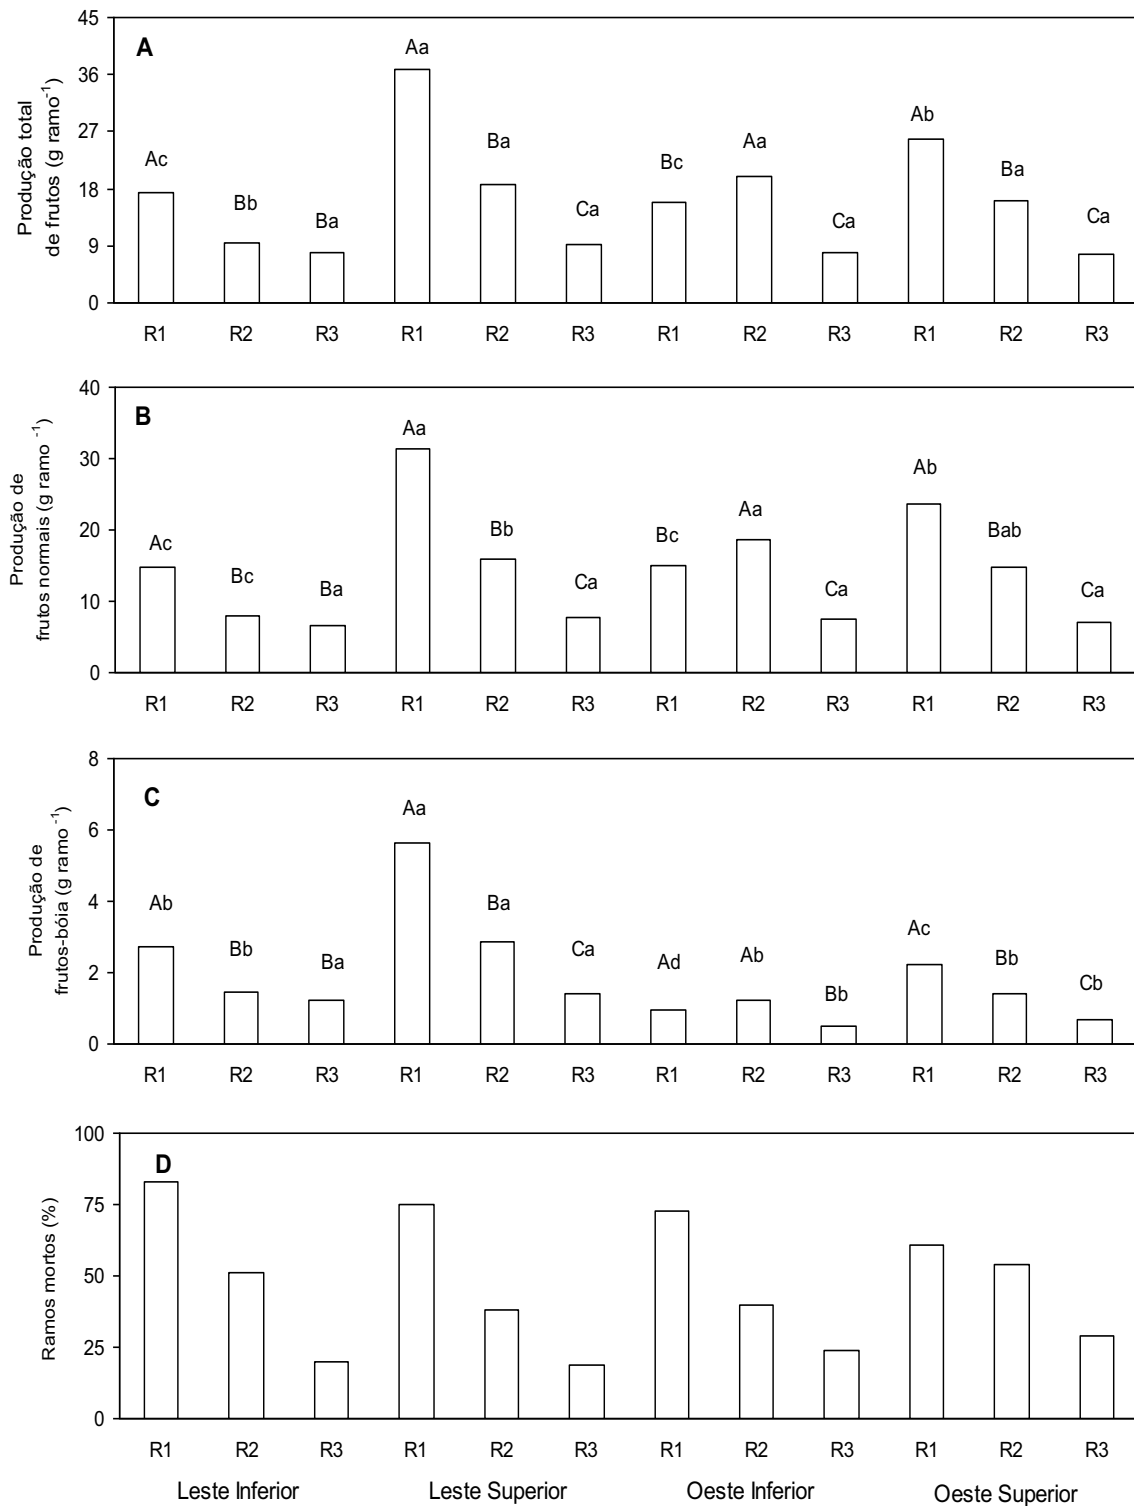 A
Produção total
de frutos (g ramo-1)
45
36
27
18
9
0
Ac Bb Ba Aa Ba Ca Bc Aa Ca Ab Ba Ca
R1 R2 R3 R1 R2 R3 R1 R2 R3 R1 R2 R3
B
Produção de
frutos normais (g ramo -1)
40
30
20
10
0
Ac Bc Ba Aa Bb Ca Bc Aa Ca Ab Bab Ca
R1 R2 R3 R1 R2 R3 R1 R2 R3 R1 R2 R3
C
Produção de
frutos-bóia (g ramo -1)
8
6
4
2
0
Ab Bb Ba Aa Ba Ca Ad Ab Bb Ac Bb Cb
R1 R2 R3 R1 R2 R3 R1 R2 R3 R1 R2 R3
D
Ramos mortos (%)
100
75
50
25
0
R1 R2 R3 R1 R2 R3 R1 R2 R3 R1 R2 R3
Leste Inferior Leste Superior Oeste Inferior Oeste Superior